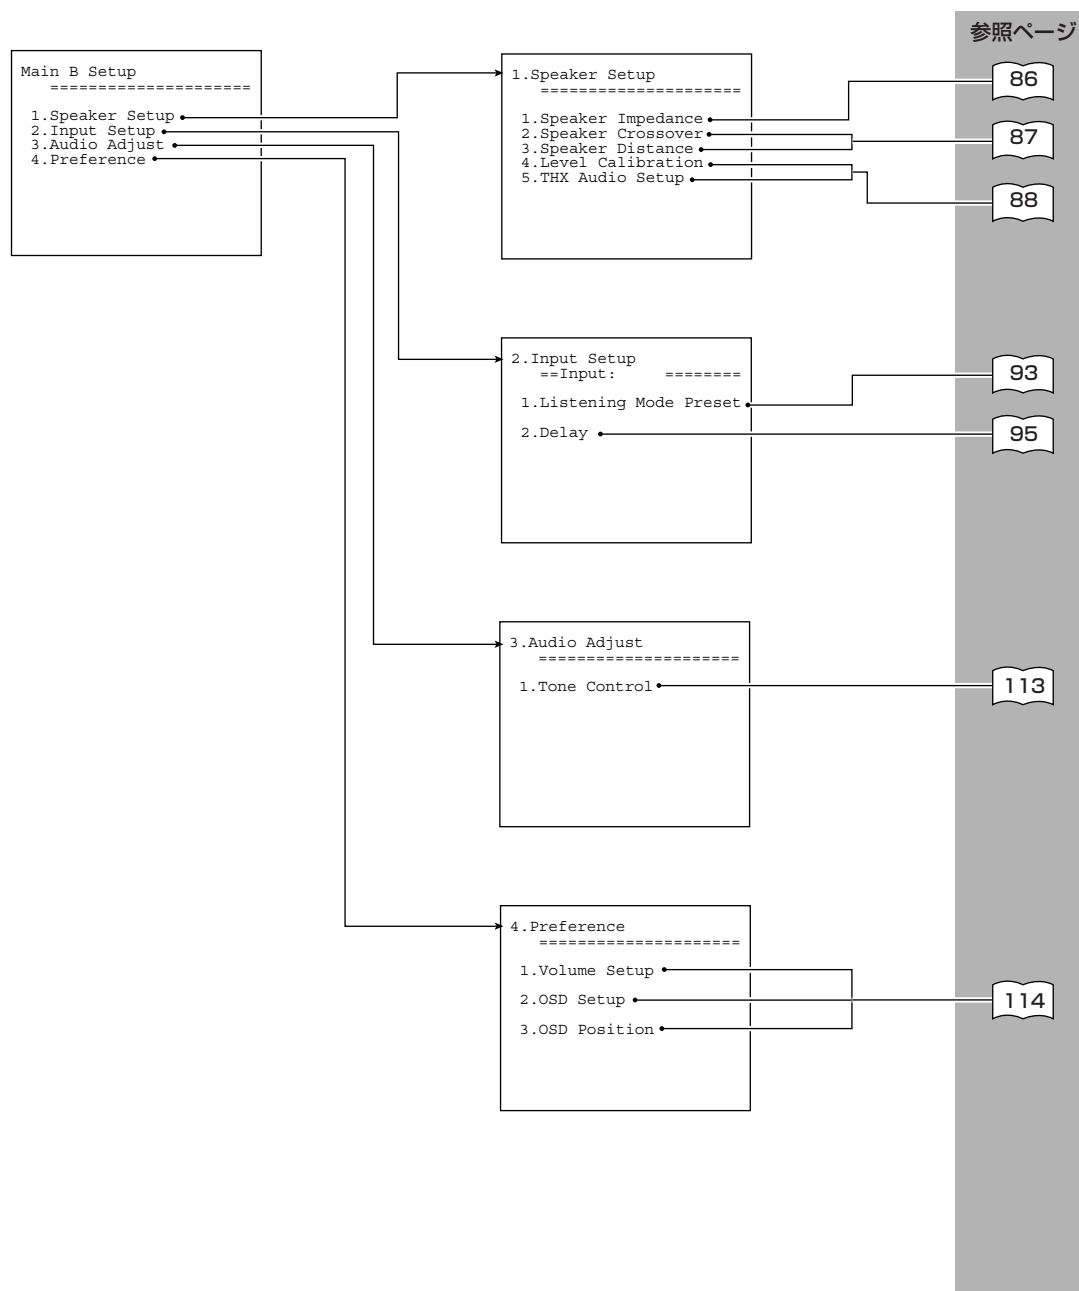 参照ページ
Main B Setup
=====================
1.Speaker Setup
2.Input Setup
3.Audio Adjust
4.Preference
1.Speaker Setup
=====================
1.Speaker Impedance
2.Speaker Crossover
3.Speaker Distance
4.Level Calibration
5.THX Audio Setup
86
87
88
2.Input Setup
==Input: ========
1.Listening Mode Preset
2.Delay
93
95
3.Audio Adjust
=====================
1.Tone Control
113
4.Preference
=====================
1.Volume Setup
2.OSD Setup
3.OSD Position
114